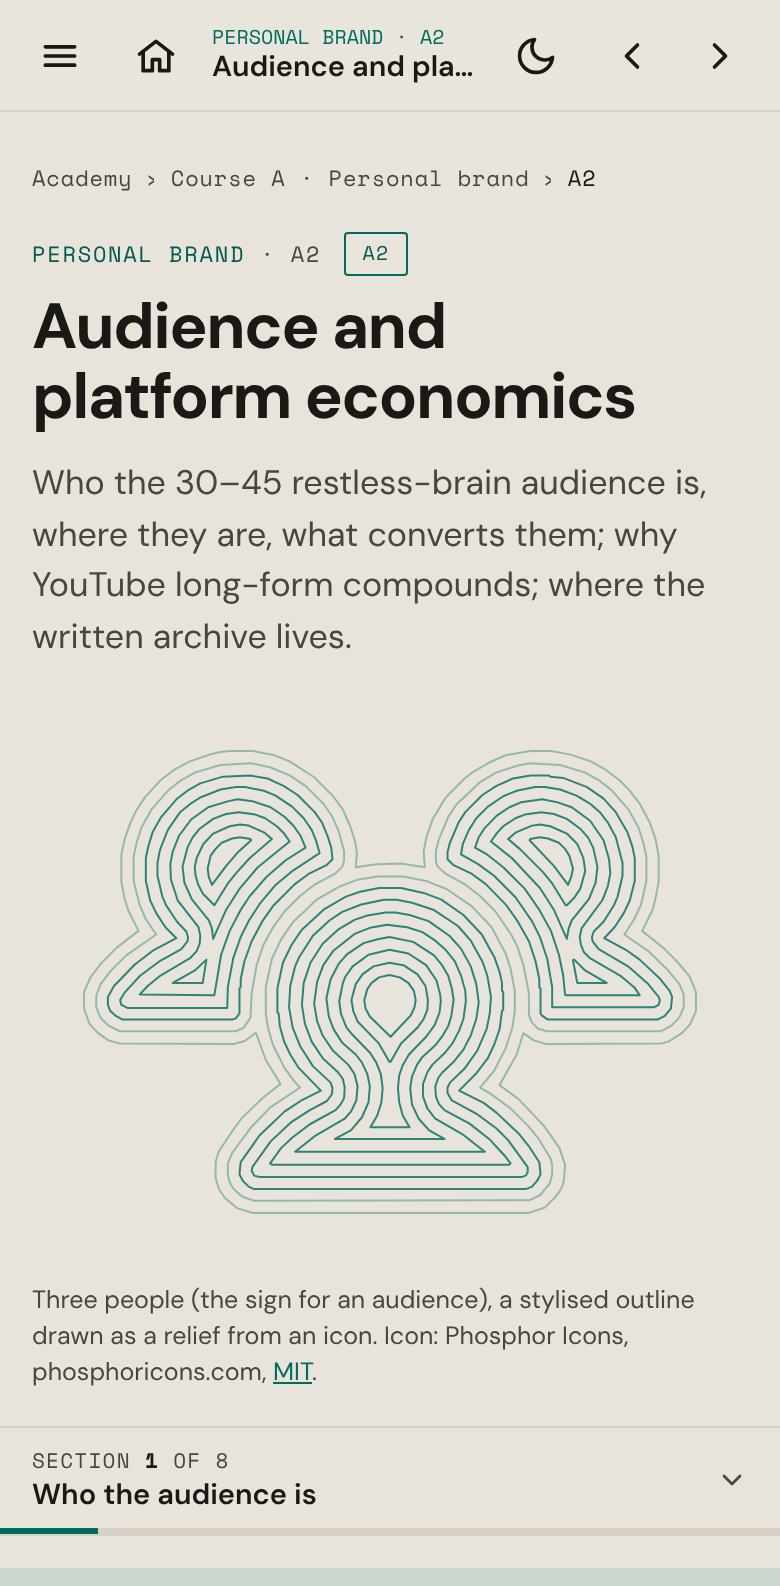 PERSONAL BRAND · A2
Audience and pla...
Academy › Course A · Personal brand › A2
PERSONAL BRAND · A2 A2
Audience and
platform economics
Who the 30–45 restless-brain audience is,
where they are, what converts them; why
YouTube long-form compounds; where the
written archive lives.
Three people (the sign for an audience), a stylised outline
drawn as a relief from an icon. Icon: Phosphor Icons,
phosphoricons.com, MIT.
SECTION 1 OF 8
Who the audience is